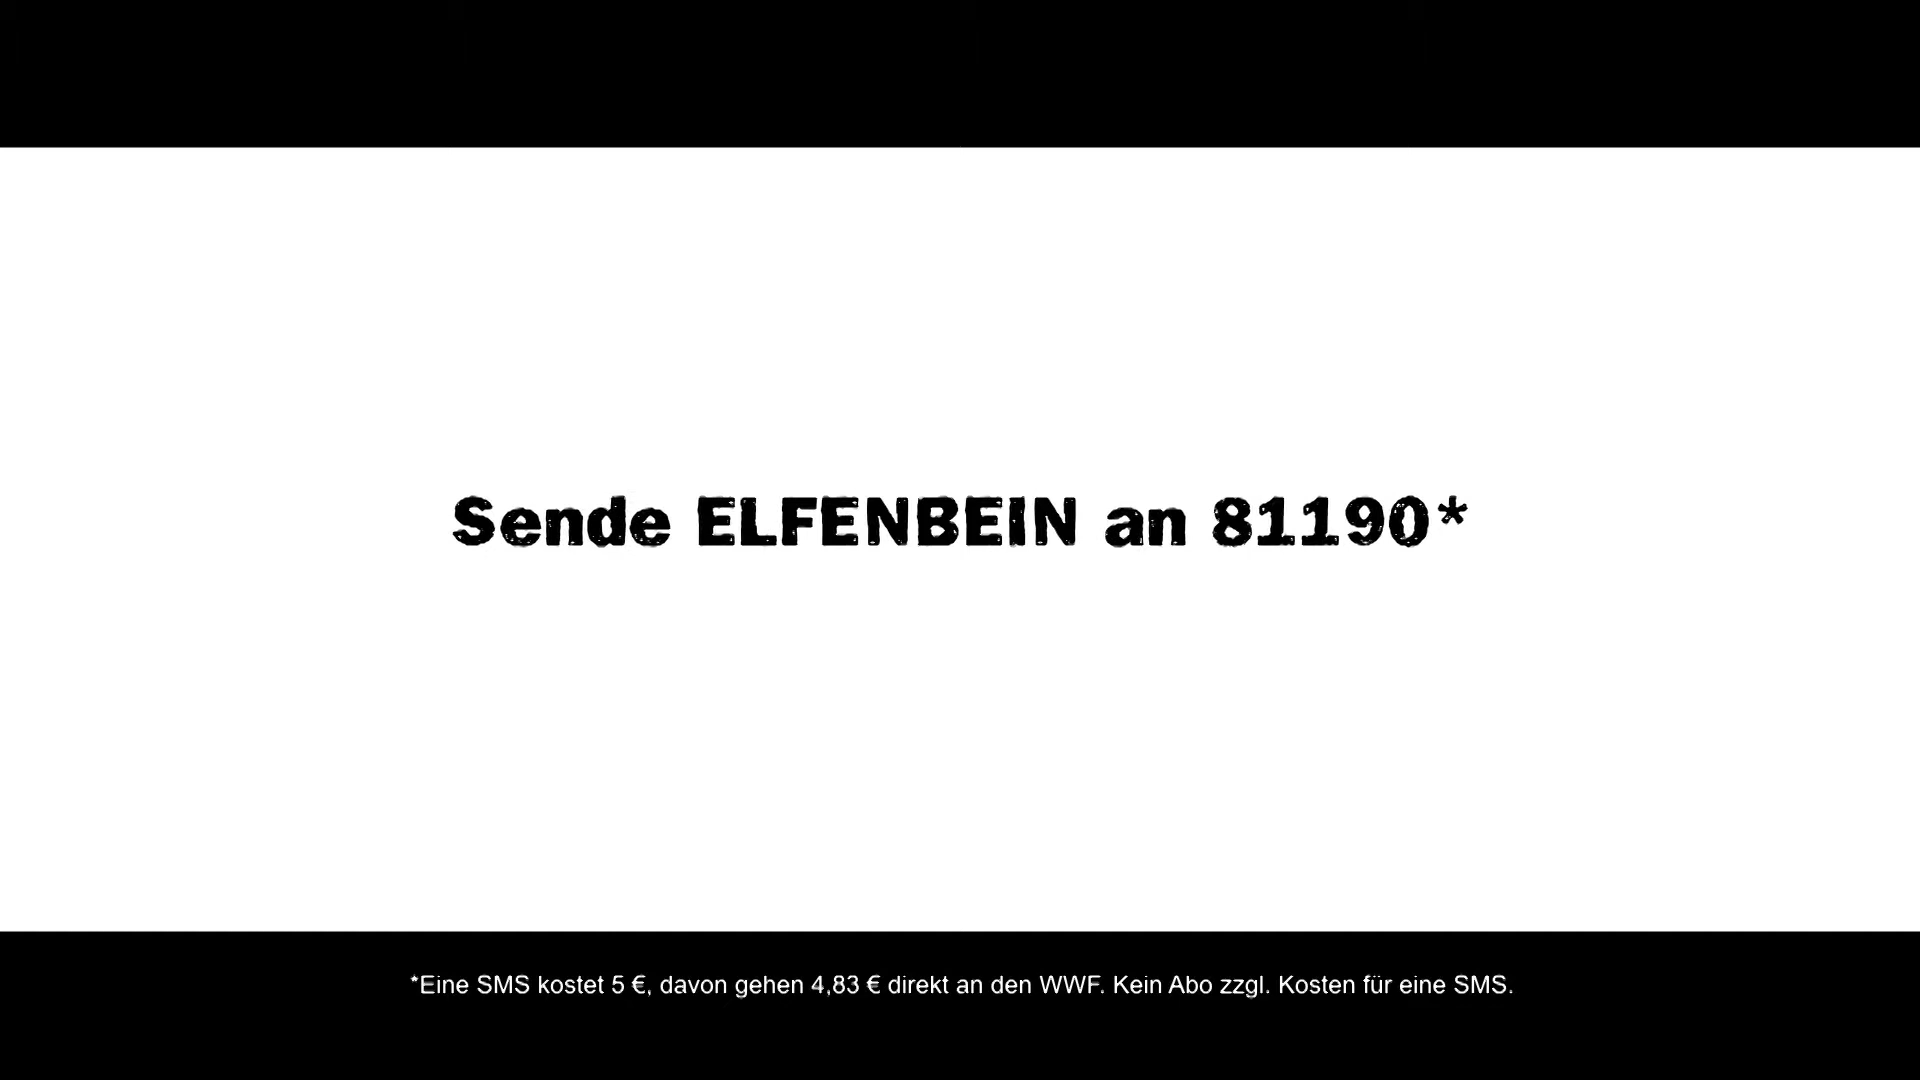 Sende ELFENBEIN an 81190*
*Eine SMS kostet 5 €, davon gehen 4,83 € direkt an den WWF. Kein Abo zzgl. Kosten für eine SMS.